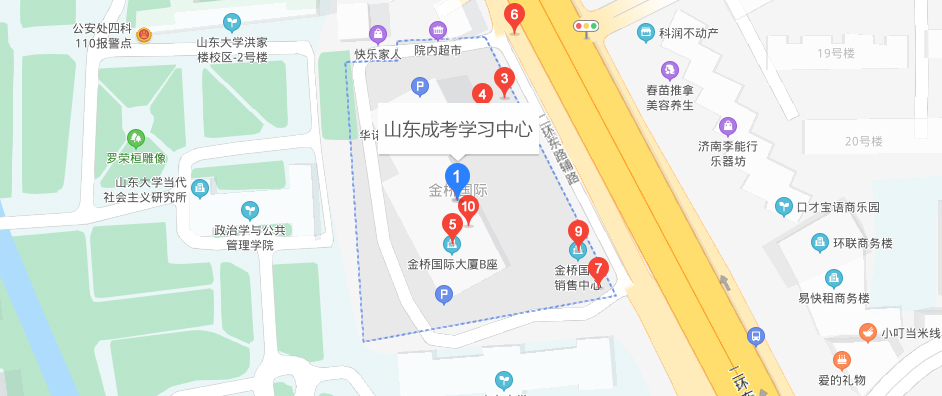 6
公安处四科
110报警点
山东大学洪家
楼校区-2号楼
快乐家人
院内超市
科润不动产
19号楼
P
3
4
春苗推拿
美容养生
山东成考学习中心
二环东路辅路
济南李能行
乐器坊
20号楼
罗荣桓雕像
山东大学当代
社会主义研究所
1
金桥国际
10
5
政治学与公共
管理学院
9
口才宝语商乐园
环联商务楼
金桥国际大厦B座
金桥国
销售中心
7
P
易快租商务楼
小叮当米线
爱的礼物
二环东